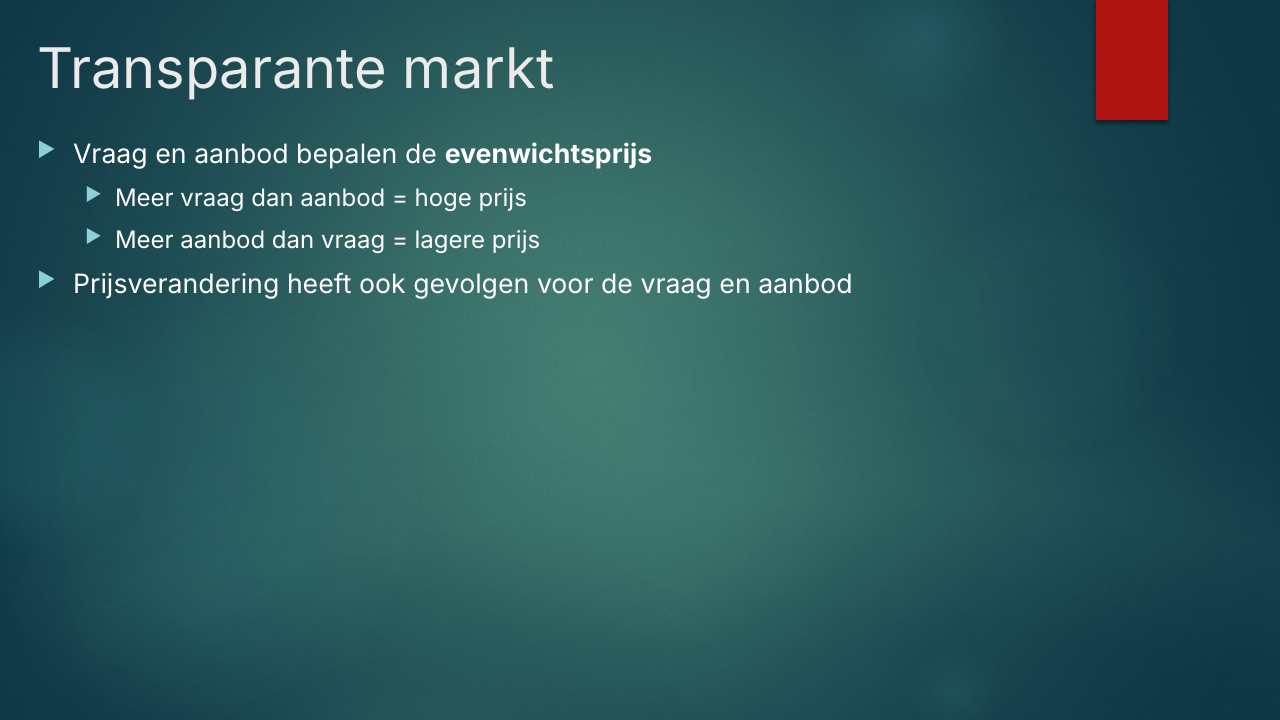 Transparante markt
Vraag en aanbod bepalen de evenwichtsprijs
Meer vraag dan aanbod = hoge prijs
Meer aanbod dan vraag = lagere prijs
Prijsverandering heeft ook gevolgen voor de vraag en aanbod